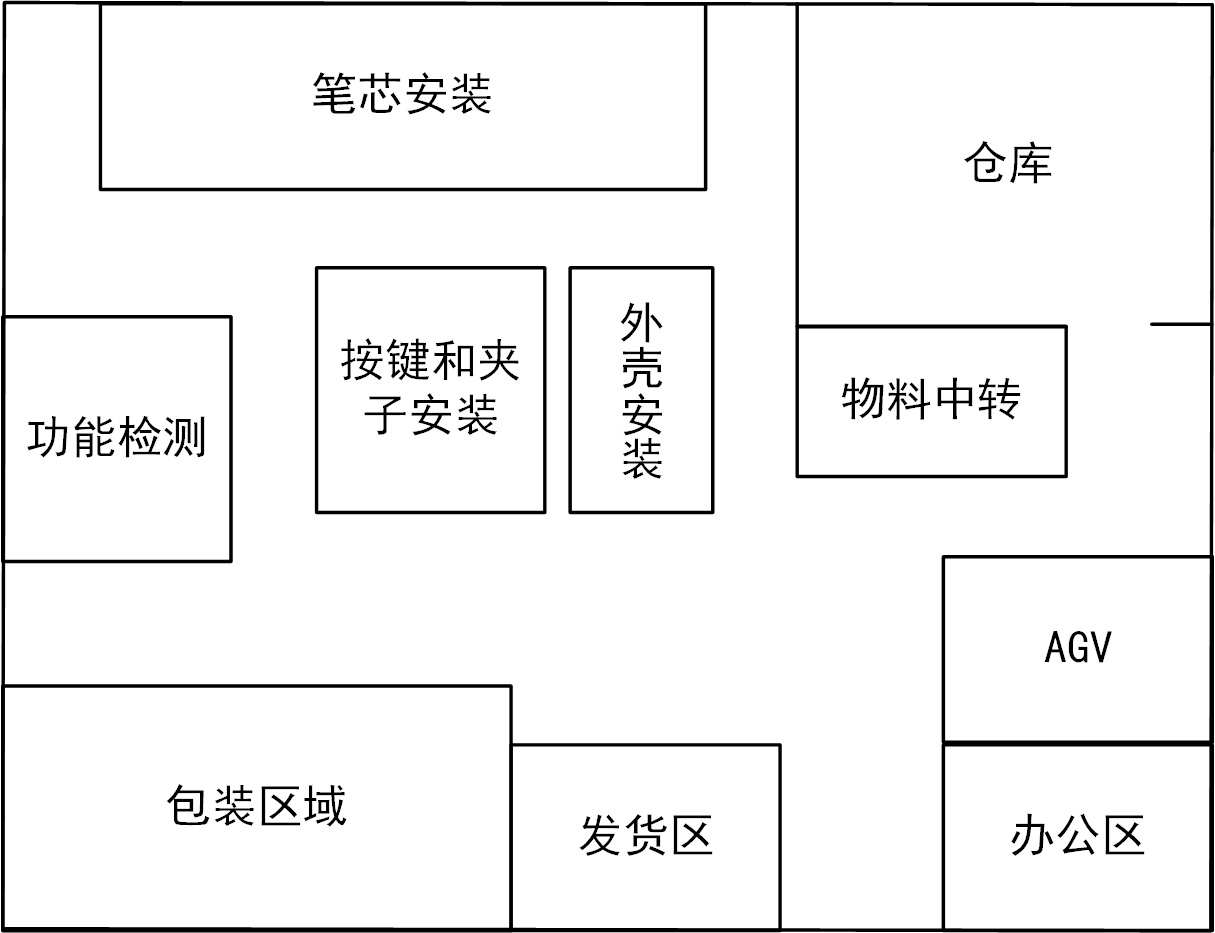 笔芯安装
仓库
按键和夹
子安装
外
壳
安
装
物料中转
功能检测
AGV
包装区域
发货区
办公区